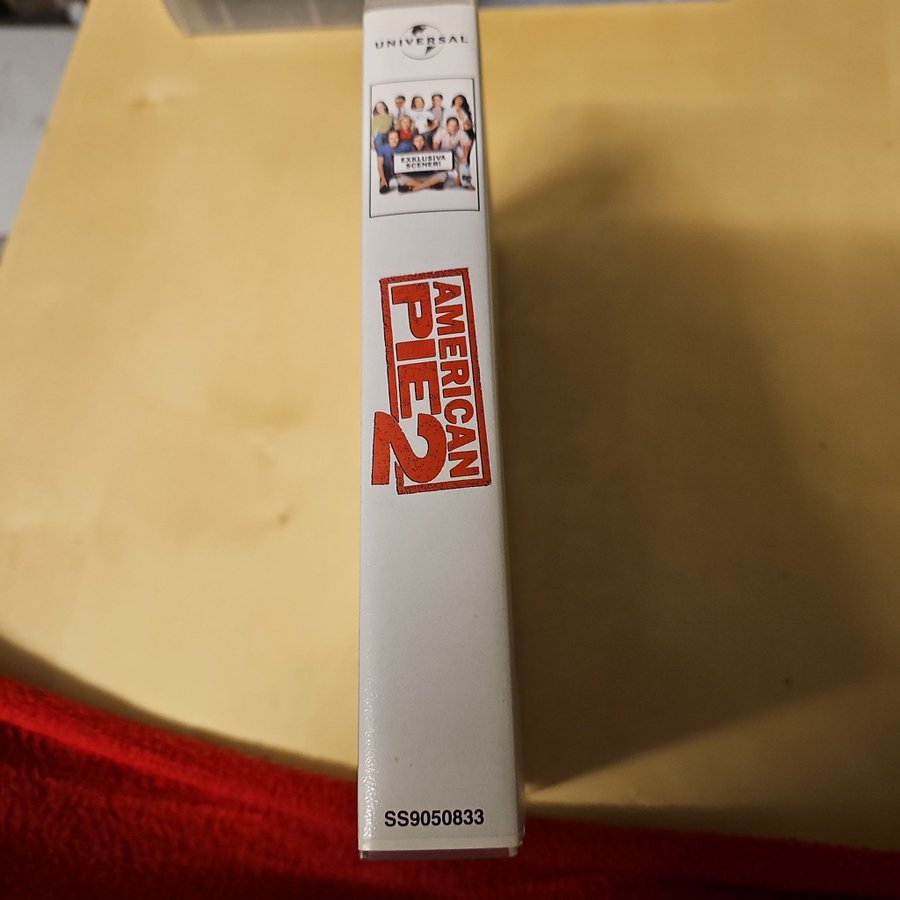 UNIVERSAL
EXKLUSIVA
SCENER!
AMERICAN
PIE 2
SS9050833